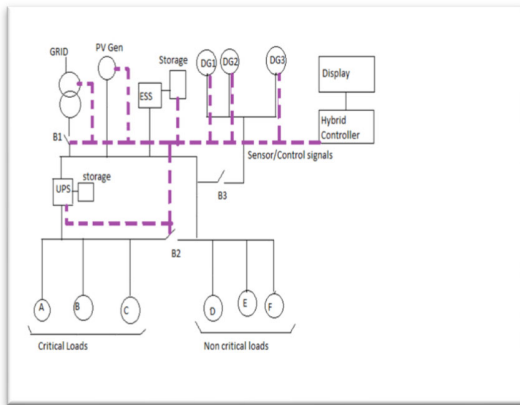 GRID
PV Gen
Storage
DG1
DG2
DG3
Display
ESS
Hybrid
Controller
B1
Sensor/Control signals
UPS
storage
B3
B2
A
B
C
D
E
F
Critical Loads
Non critical loads